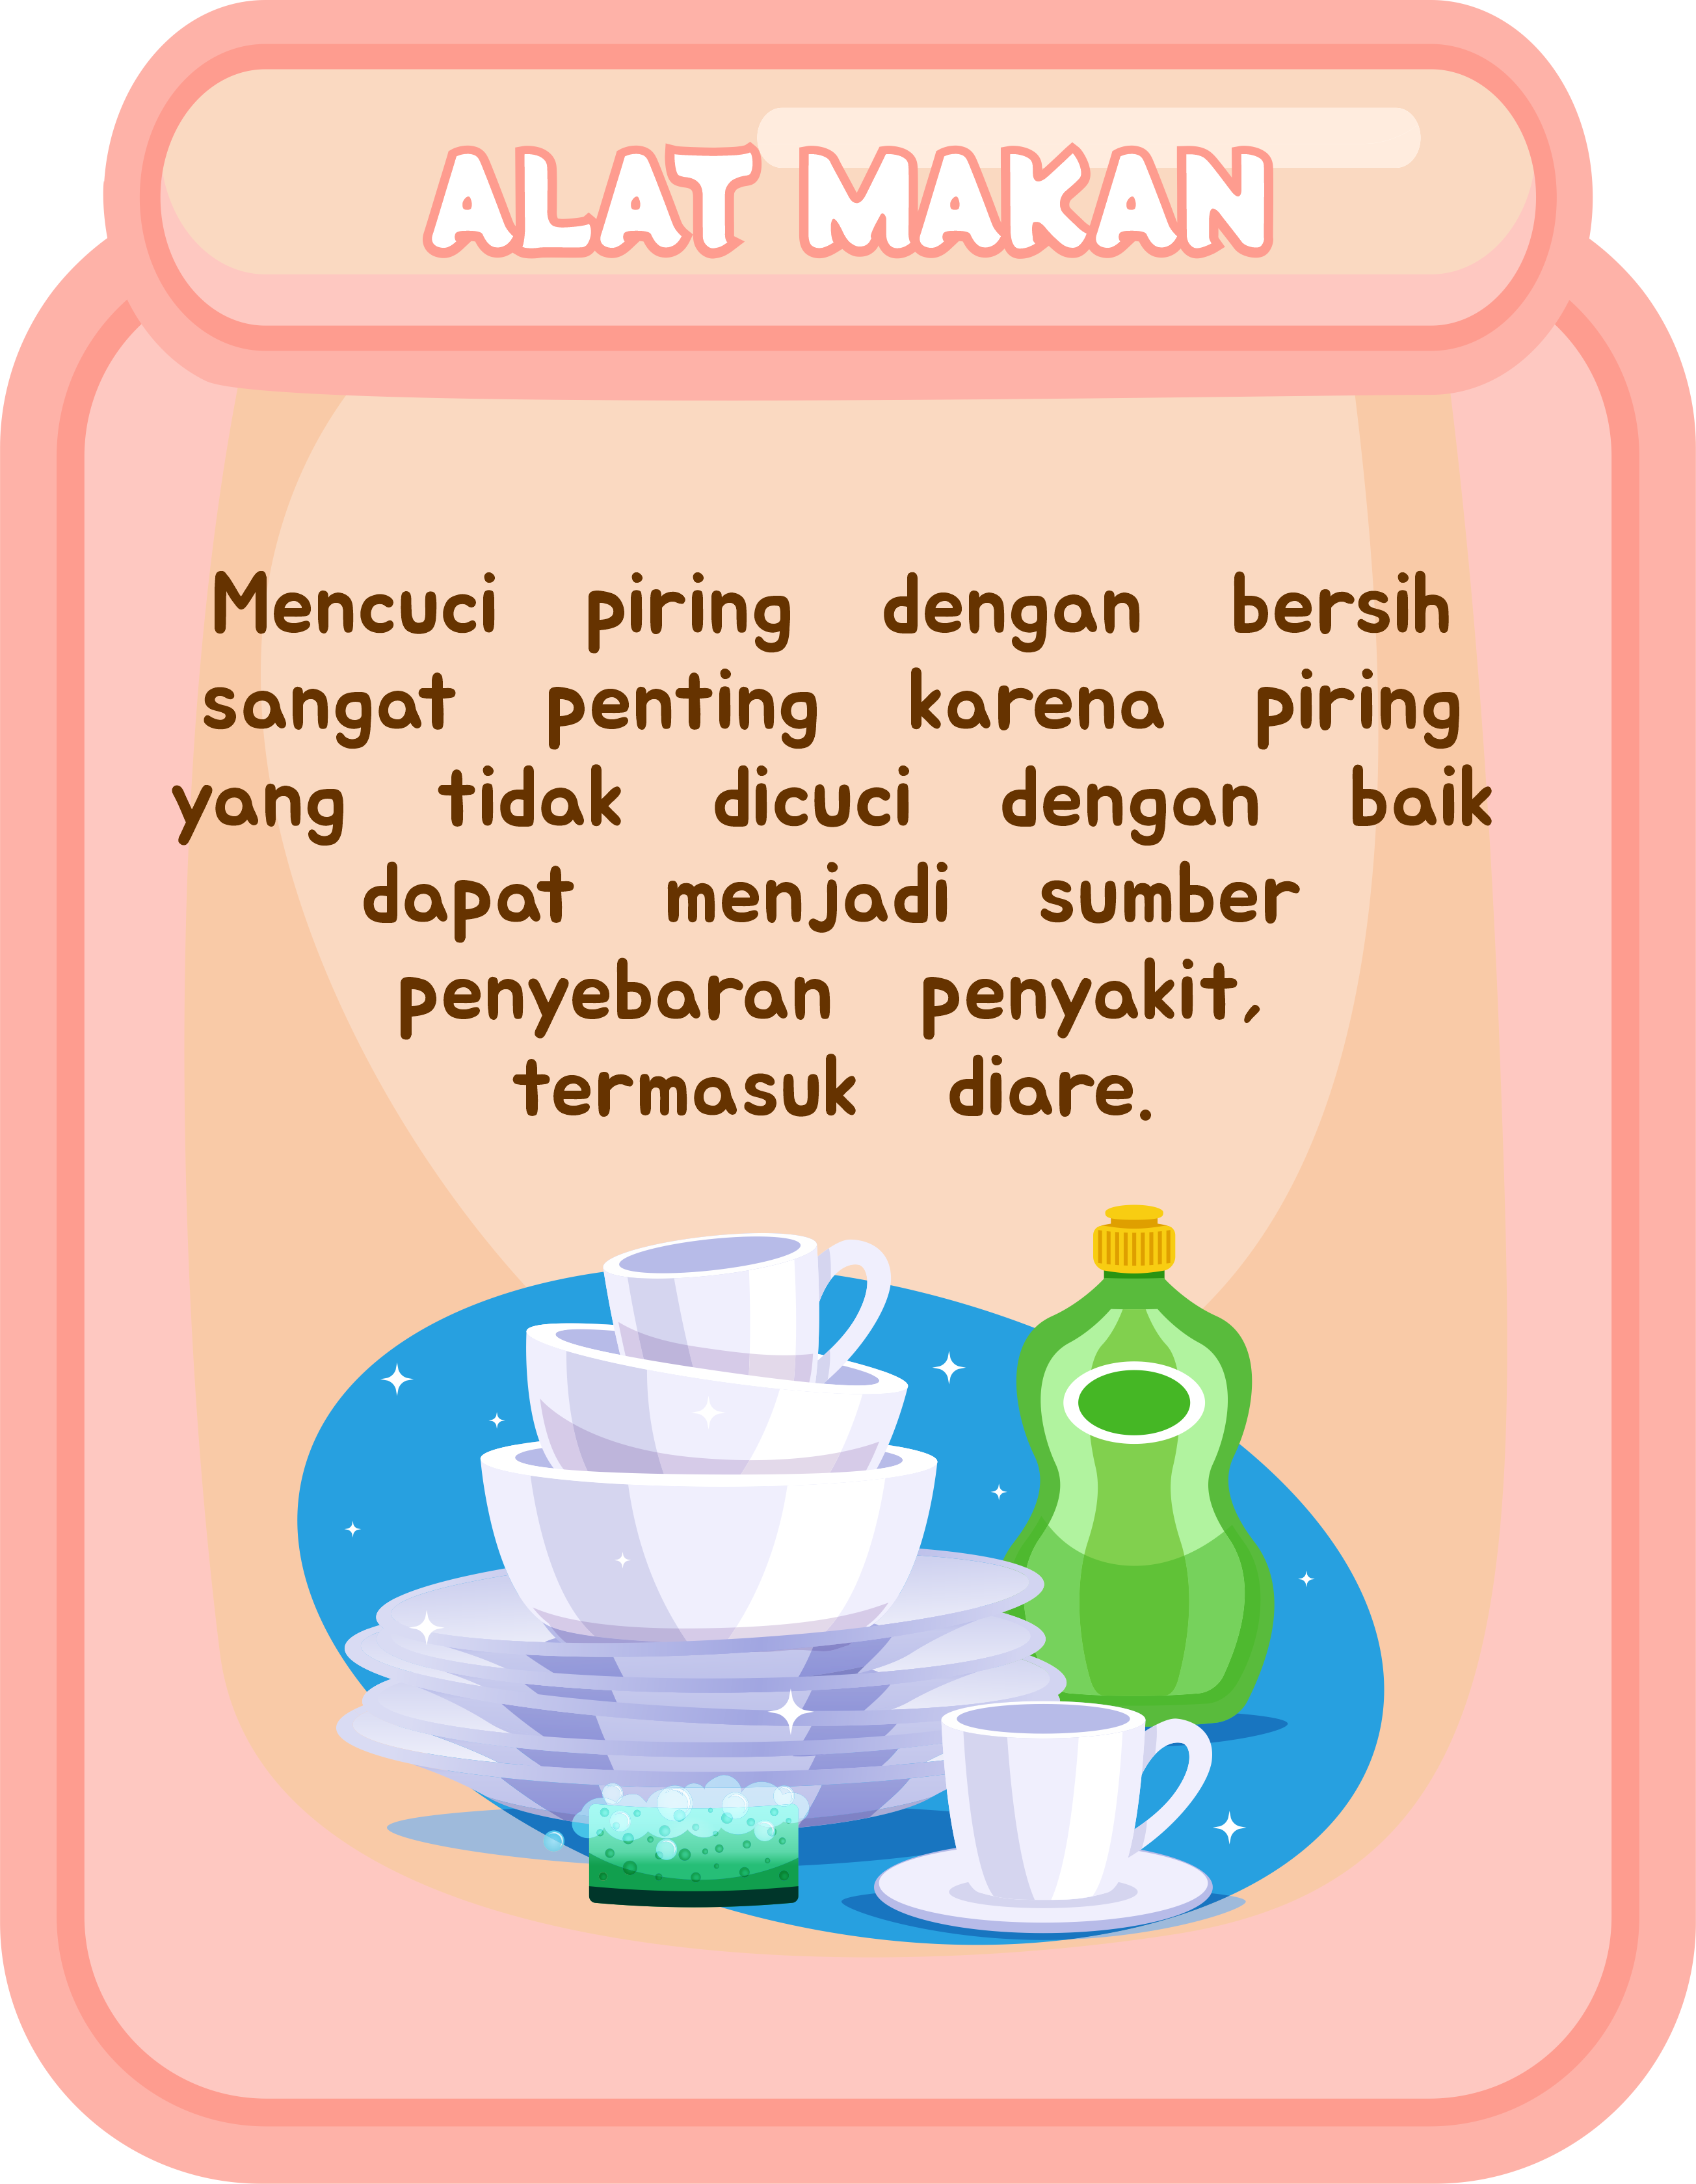 ALAT MAKAN
Mencuci piring dengan bersih
sangat penting karena piring
yang tidak dicuci dengan baik
dapat menjadi sumber
penyebaran penyakit,
termasuk diare.